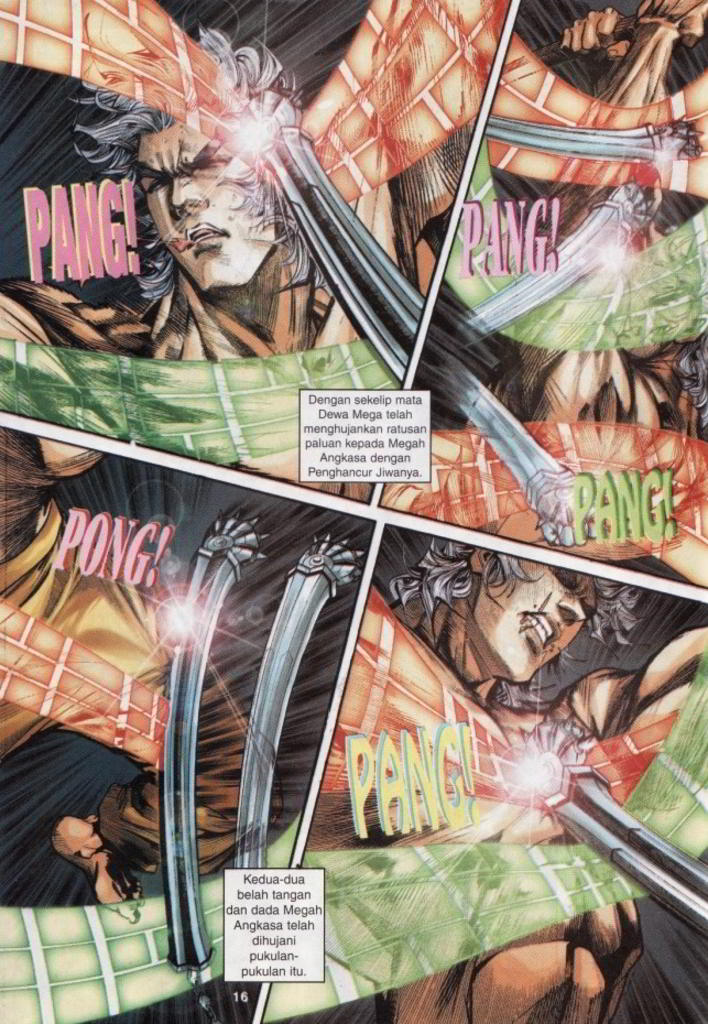 PANG!
PANG!
Dengan sekelip mata
Dewa Mega telah
menghujankan ratusan
paluan kepada Megah
Angkasa dengan
Penghancur Jiwanya.
PANG!
PONG!
PANG!
Kedua-dua
belah tangan
dan dada Megah
Angkasa telah
dihujani
pukulan-
pukulan itu.
16